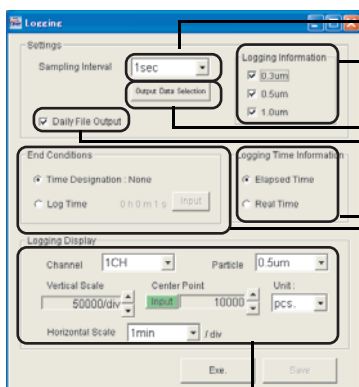 Logging
Settings
Sampling Interval
1sec
Output Data Selection
Daily File Output
Logging Information
0.3um
0.5um
1.0um
End Conditions
Time Designation : None
Log Time 0 h 0 m 1 s Input
Logging Time Information
Elapsed Time
Real Time
Logging Display
Channel 1CH Particle 0.5um
Vertical Scale Center Point Unit :
50000/div Input 10000 pcs.
Horizontal Scale 1min / div
Exe. Save